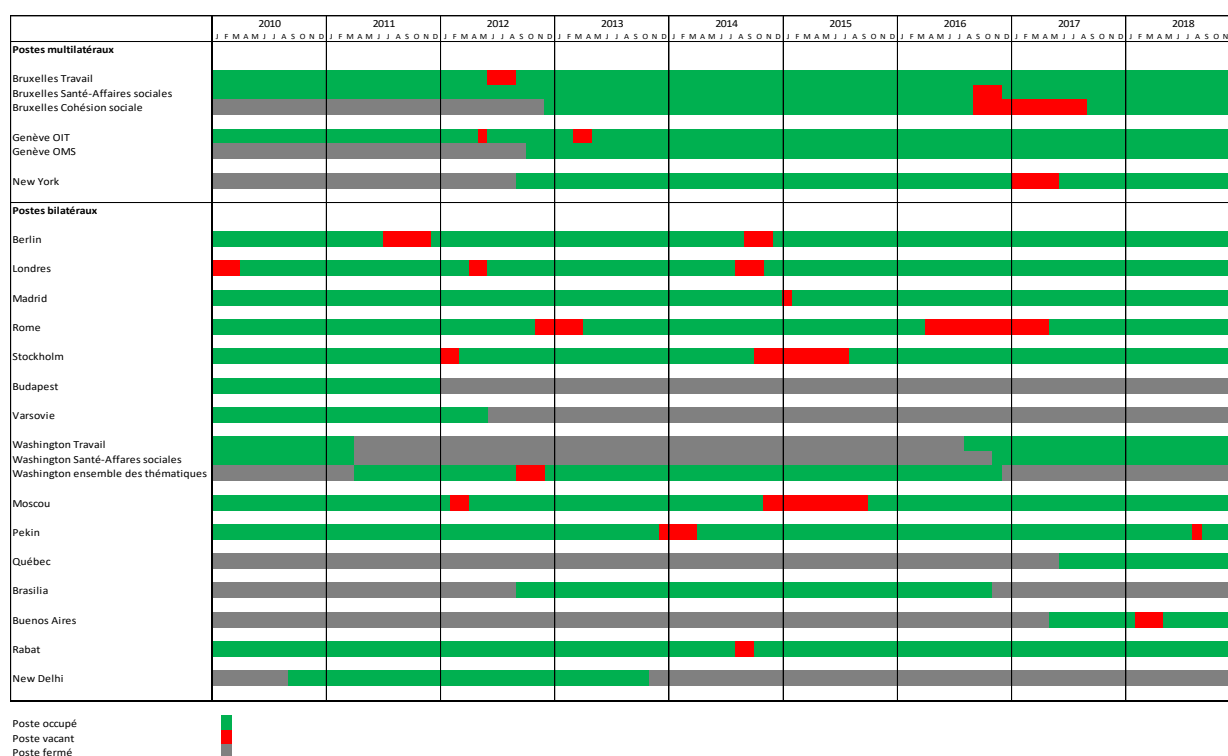 2010 2011 2012 2013 2014 2015 2016 2017 2018
J F M A M J J A S O N D J F M A M J J A S O N D J F M A M J J A S O N D J F M A M J J A S O N D J F M A M J J A S O N D J F M A M J J A S O N D J F M A M J J A S O N D J F M A M J J A S O N D J F M A M J J A S O N
Postes multilatéraux
Bruxelles Travail
Bruxelles Santé-Affaires sociales
Bruxelles Cohésion sociale
Genève OIT
Genève OMS
New York
Postes bilatéraux
Berlin
Londres
Madrid
Rome
Stockholm
Budapest
Varsovie
Washington Travail
Washington Santé-Affares sociales
Washington ensemble des thématiques
Moscou
Pekin
Québec
Brasilia
Buenos Aires
Rabat
New Delhi
Poste occupé
Poste vacant
Poste fermé